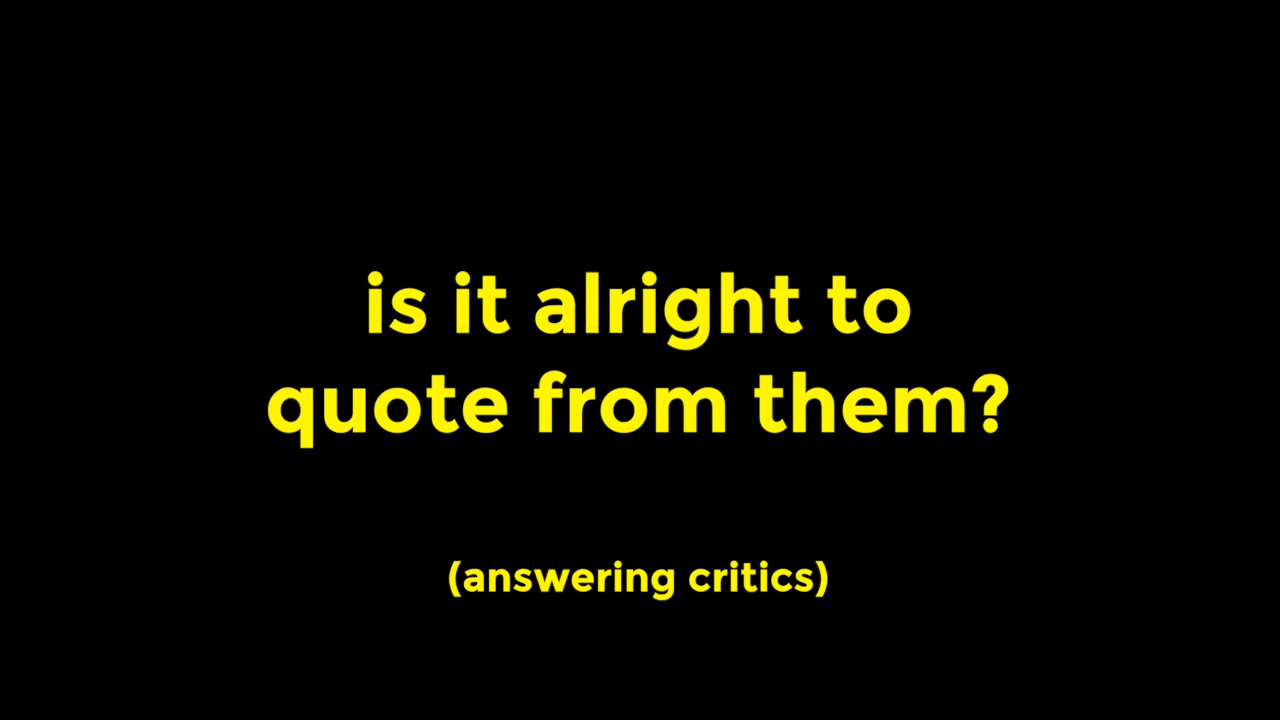 is it alright to
quote from them?
(answering critics)